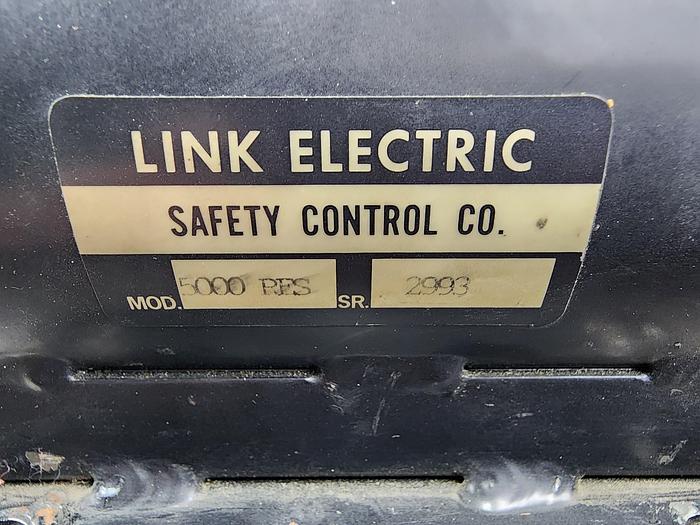 LINK ELECTRIC
SAFETY CONTROL CO.
MOD. 5000 RES SR. 2993